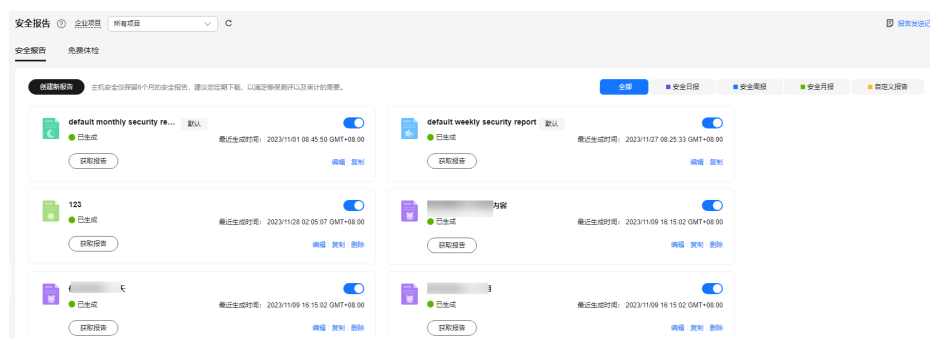 安全报告 企业项目 所有项目
报告发送记
安全报告 免费体检
创建新报告 主机安全仅保留6个月的安全报告，建议您定期下载，以满足等保测评以及审计的需要。 全部 安全日报 安全周报 安全月报 自定义报告
default monthly security re... 默认
已生成 最近生成时间： 2023/11/01 08:45:50 GMT+08:00
获取报告 编辑 复制
default weekly security report 默认
已生成 最近生成时间： 2023/11/27 08:25:33 GMT+08:00
获取报告 编辑 复制
123
已生成 最近生成时间： 2023/11/28 02:05:07 GMT+08:00
获取报告 编辑 复制 删除
内容
已生成 最近生成时间： 2023/11/09 16:15:02 GMT+08:00
获取报告 编辑 复制 删除
天
已生成 最近生成时间： 2023/11/09 16:15:02 GMT+08:00
获取报告 编辑 复制 删除
已生成 最近生成时间： 2023/11/09 16:15:02 GMT+08:00
获取报告 编辑 复制 删除